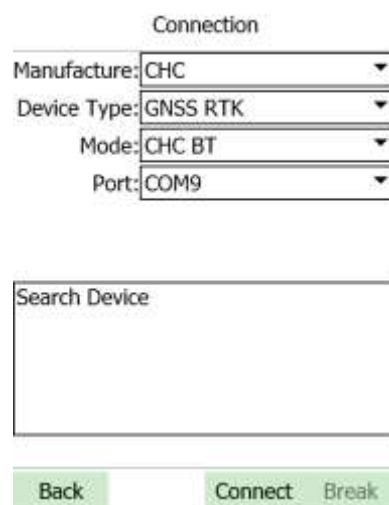 Connection
Manufacture: CHC
Device Type: GNSS RTK
Mode: CHC BT
Port: COM9
Search Device
Back Connect Break